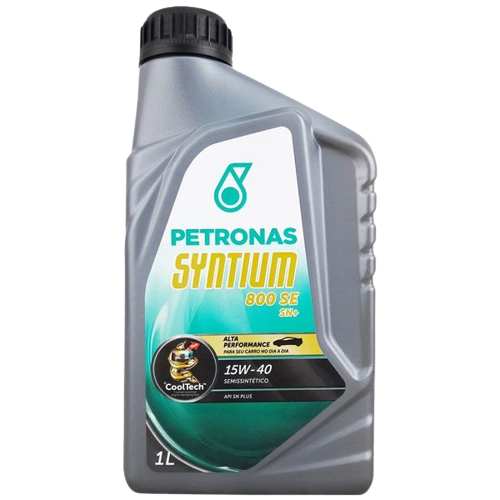 PETRONAS
SYNTIUM
800 SE
SN+
ALTA
PERFORMANCE
PARA SEU CARRO NO DIA A DIA
15W-40
SEMISSINTÉTICO
"CoolTech"
API SN PLUS
1L